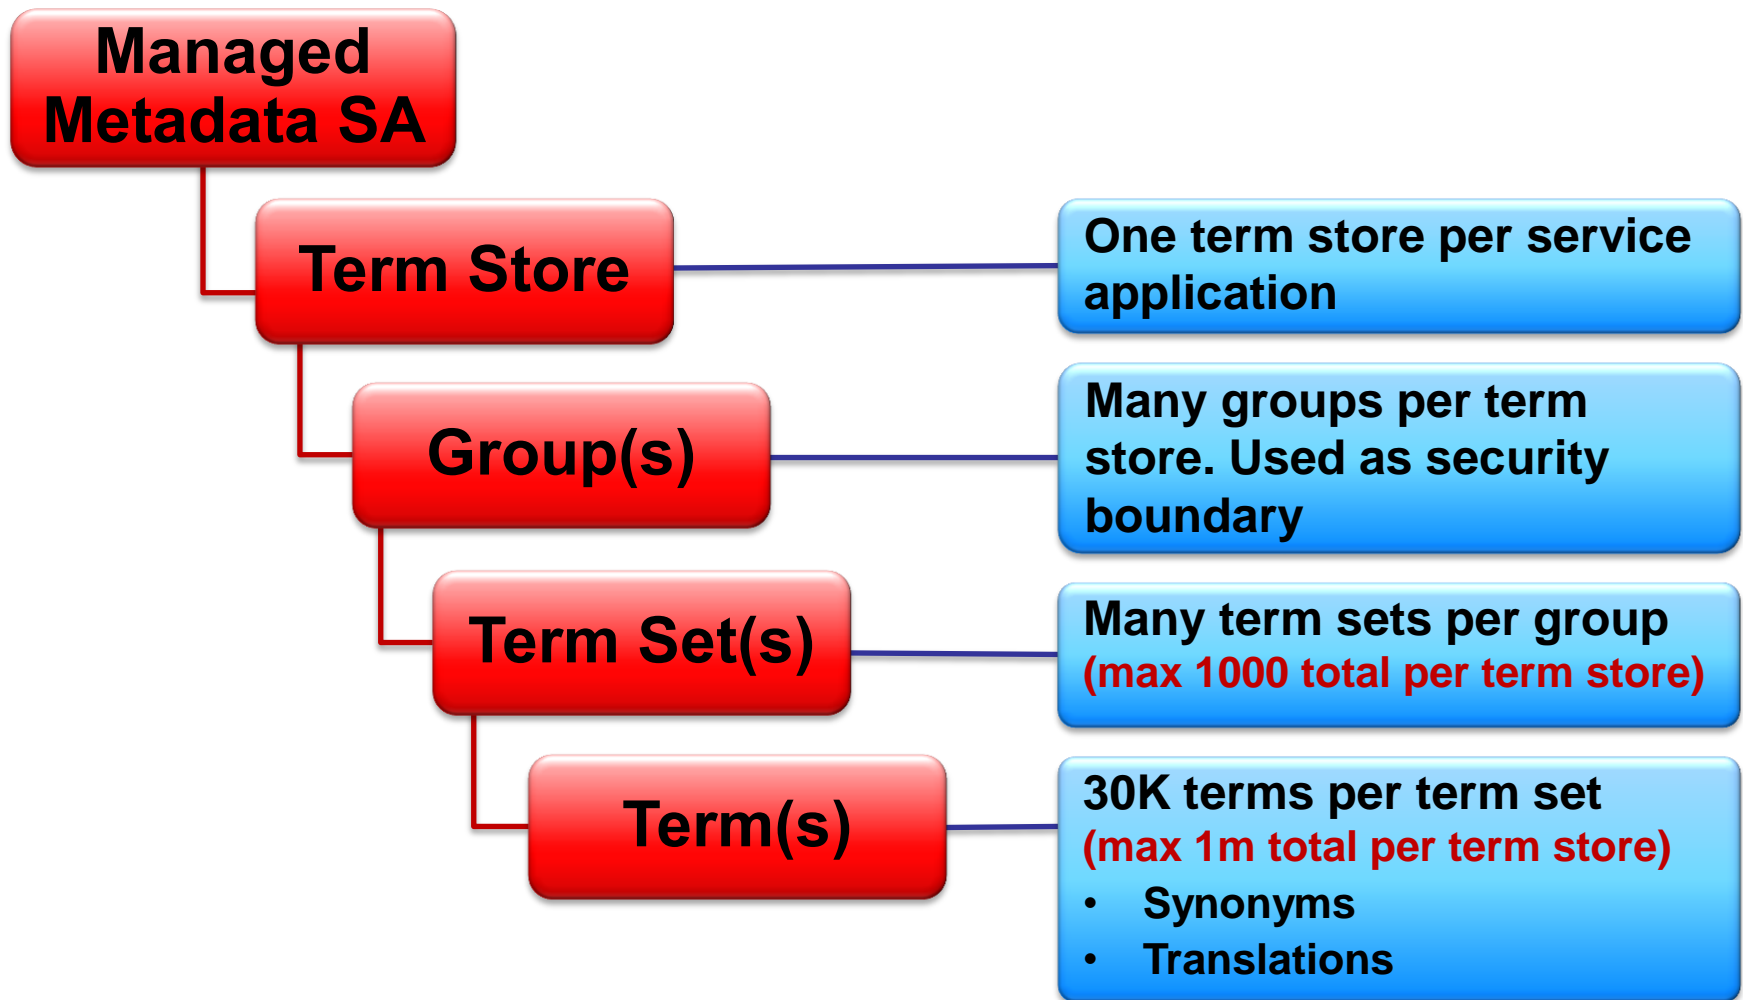 Managed
Metadata SA
Term Store
One term store per service
application
Group(s)
Many groups per term
store. Used as security
boundary
Term Set(s)
Many term sets per group
(max 1000 total per term store)
Term(s)
30K terms per term set
(max 1m total per term store)
• Synonyms
• Translations